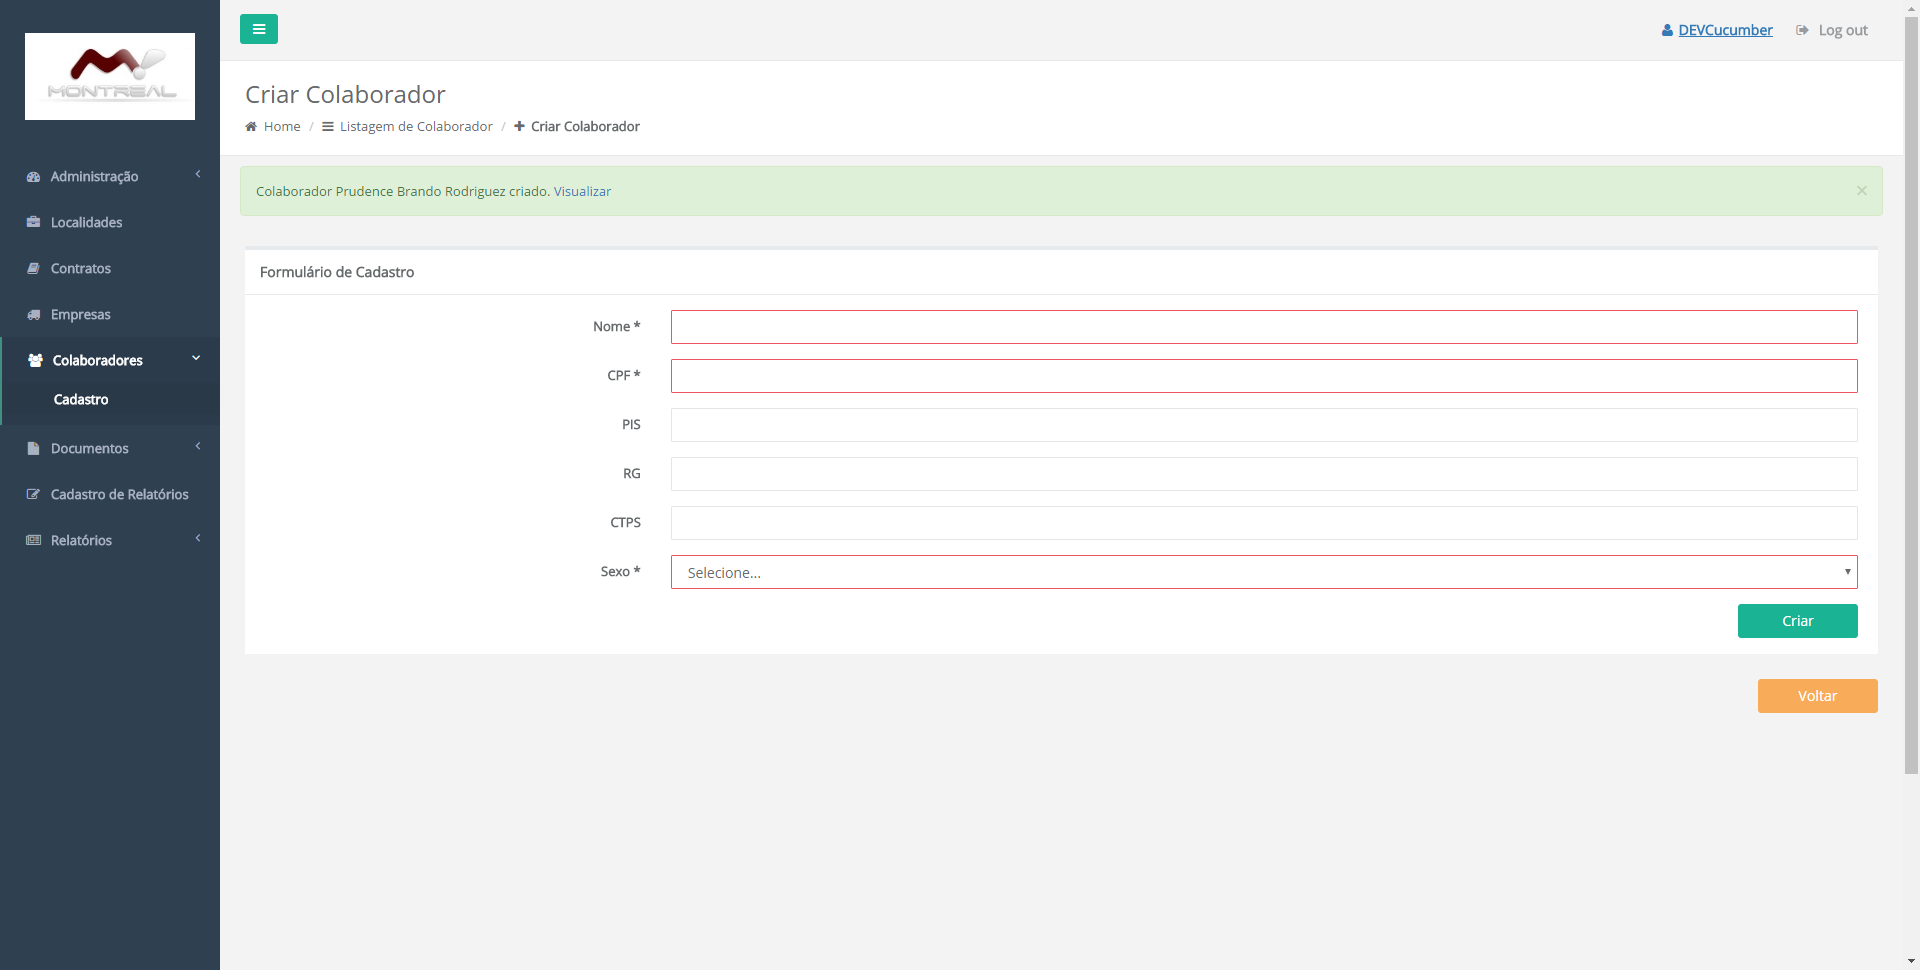 MONTREAL
Administração
Localidades
Contratos
Empresas
Colaboradores
Cadastro
Documentos
Cadastro de Relatórios
Relatórios
DEVCucumber Log out
Criar Colaborador
Home / Listagem de Colaborador / Criar Colaborador
Colaborador Prudence Brando Rodriguez criado. Visualizar ×
Formulário de Cadastro
Nome *
CPF *
PIS
RG
CTPS
Sexo * Selecione...
Criar
Voltar